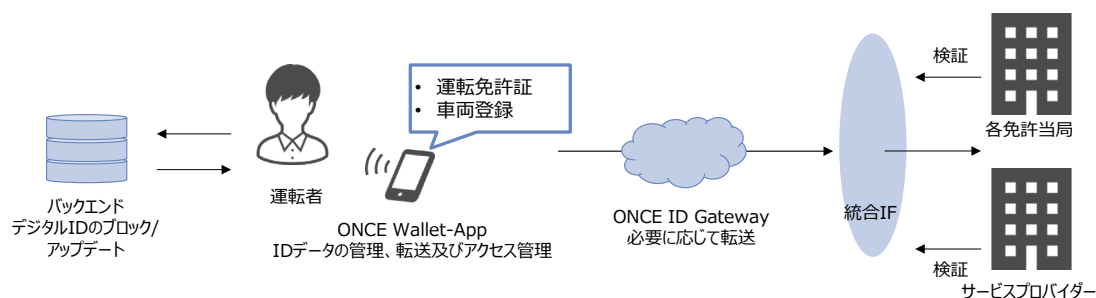 バックエンド
デジタルIDのブロック/
アップデート
運転者
• 運転免許証
• 車両登録
ONCE Wallet-App
IDデータの管理、転送及びアクセス管理
ONCE ID Gateway
必要に応じて転送
統合IF
検証
各免許当局
検証
サービスプロバイダー